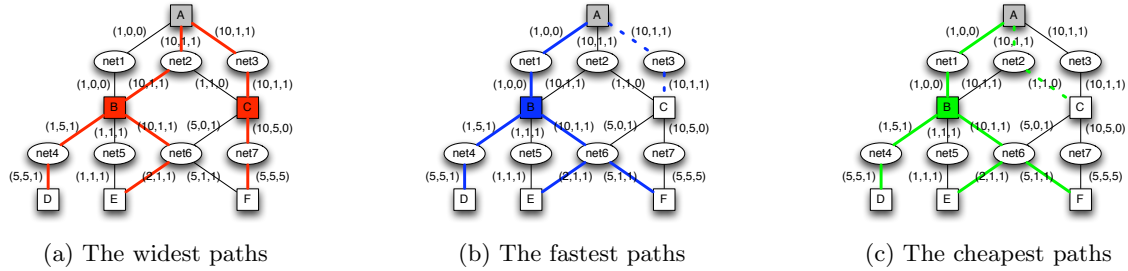 A A A
(1,0,0) (10,1,1) (10,1,1) (1,0,0) (10,1,1) (10,1,1) (1,0,0) (10,1,1) (10,1,1)
net1 net2 net3 net1 net2 net3 net1 net2 net3
(1,0,0) (10,1,1) (1,1,0) (10,1,1) (1,0,0) (10,1,1) (1,1,0) (10,1,1) (1,0,0) (10,1,1) (1,1,0) (10,1,1)
B C B C B C
(1,5,1) (1,1,1) (10,1,1) (5,0,1) (10,5,0) (1,5,1) (1,1,1) (10,1,1) (5,0,1) (10,5,0) (1,5,1) (1,1,1) (10,1,1) (5,0,1) (10,5,0)
net4 net5 net6 net7 net4 net5 net6 net7 net4 net5 net6 net7
(5,5,1) (1,1,1) (2,1,1) (5,1,1) (5,5,5) (5,5,1) (1,1,1) (2,1,1) (5,1,1) (5,5,5) (5,5,1) (1,1,1) (2,1,1) (5,1,1) (5,5,5)
D E F D E F D E F
(a) The widest paths (b) The fastest paths (c) The cheapest paths